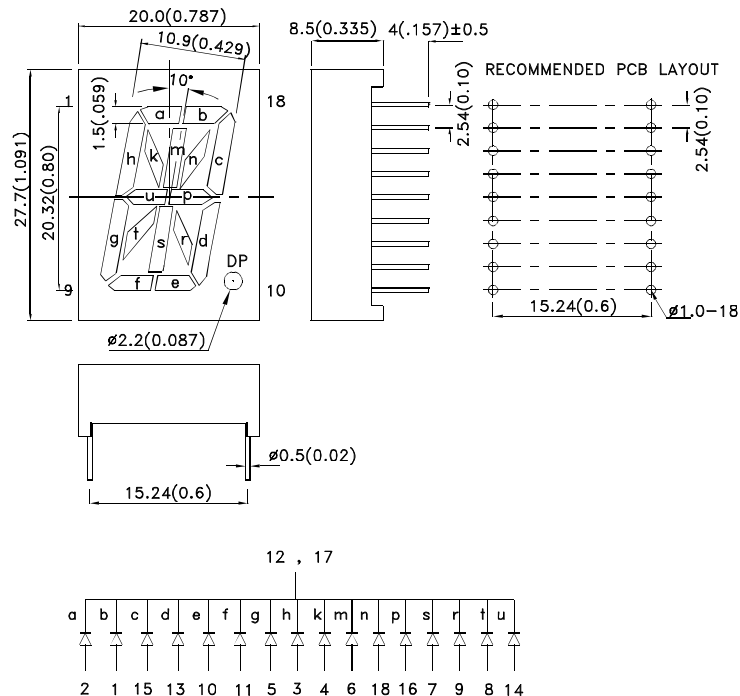 20.0(0.787)
10.9(0.429)
10°
8.5(0.335)
4(.157)±0.5
RECOMMENDED PCB LAYOUT
1
18
1.5(.059)
a b
h k m n c
u p
g t s r d
f e
DP
27.7(1.091)
20.32(0.80)
2.54(0.10)
2.54(0.10)
9
10
ø2.2(0.087)
15.24(0.6)
ø1.0-18
ø0.5(0.02)
15.24(0.6)
12 , 17
a b c d e f g h k m n p s r t u
2 1 15 13 10 11 5 3 4 6 18 16 7 9 8 14